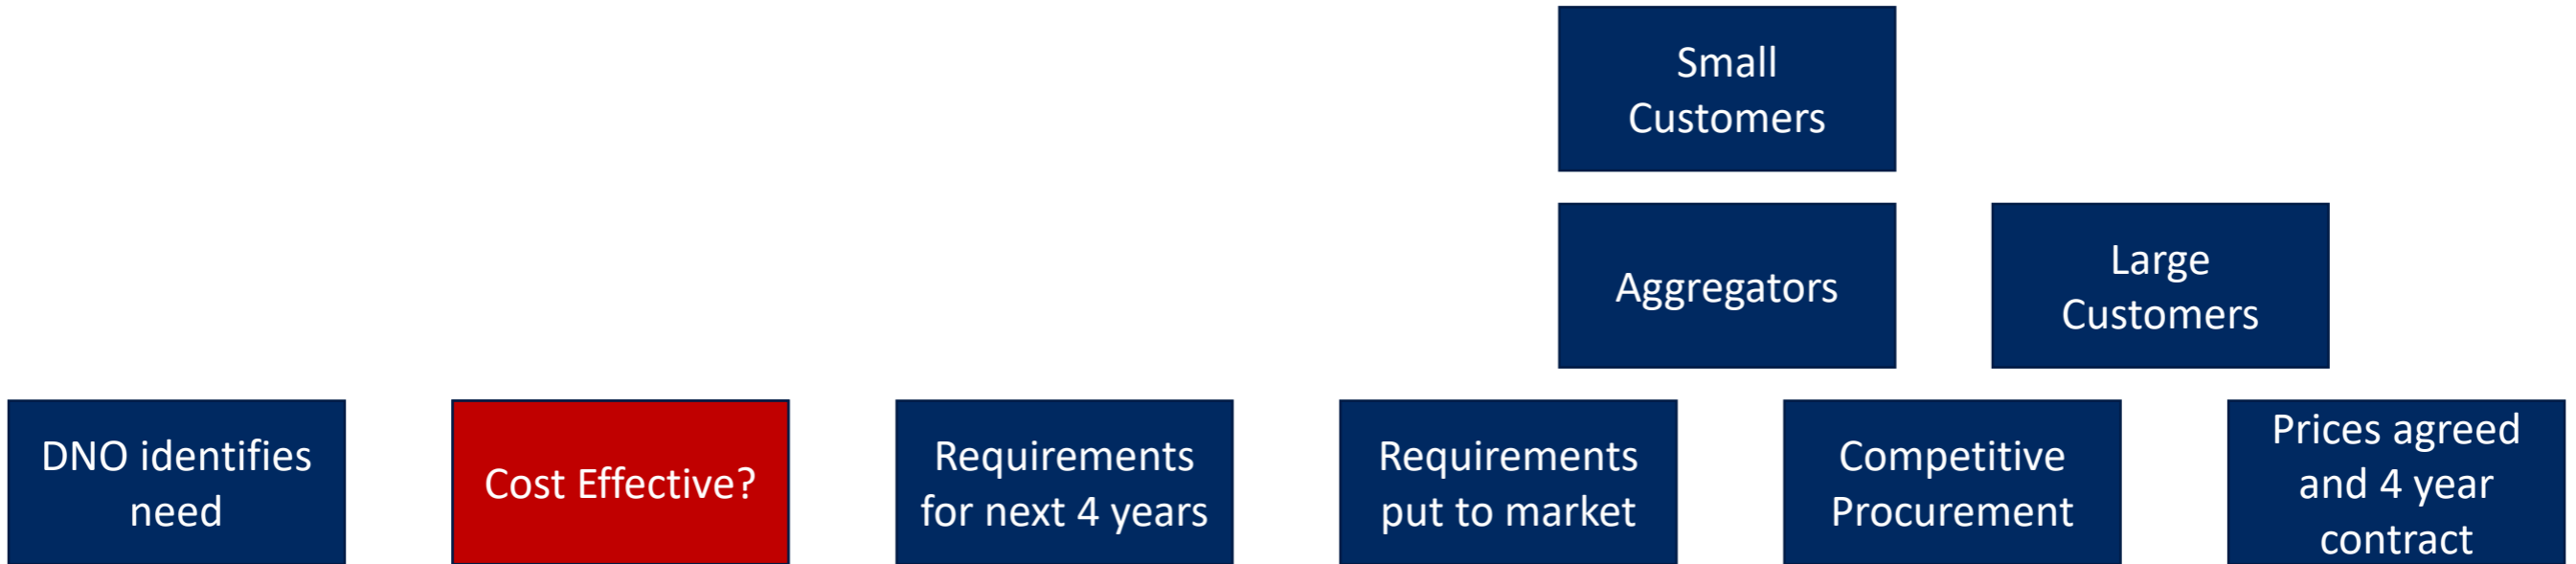 Small
Customers
Aggregators
Large
Customers
DNO identifies
need
Cost Effective?
Requirements
for next 4 years
Requirements
put to market
Competitive
Procurement
Prices agreed
and 4 year
contract